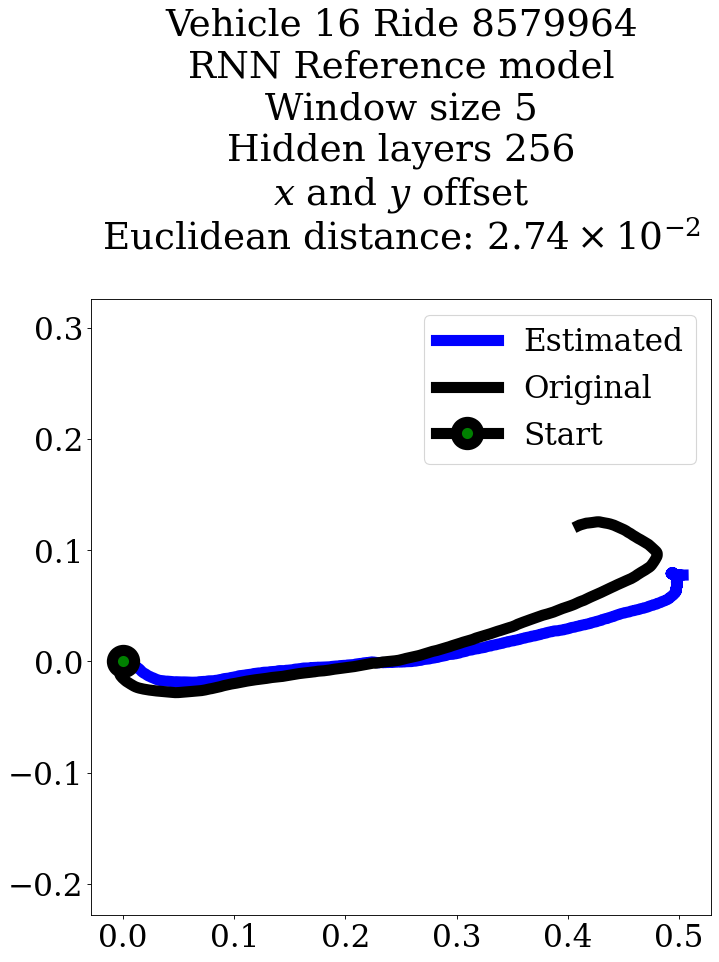 Vehicle 16 Ride 8579964
RNN Reference model
Window size 5
Hidden layers 256
x and y offset
Euclidean distance: 2.74 × 10⁻²
Estimated
Original
Start
0.3
0.2
0.1
0.0
−0.1
−0.2
0.0 0.1 0.2 0.3 0.4 0.5